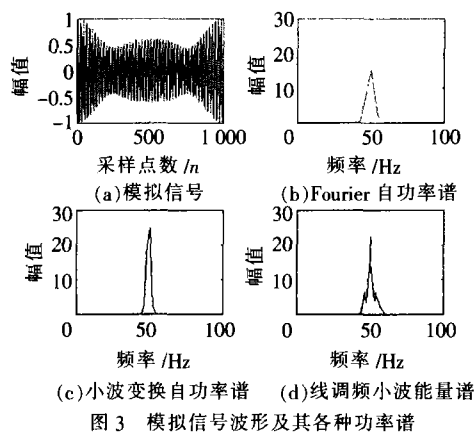 幅值
1
0.5
0
-0.5
-1
0
500
1 000
采样点数 /n
(a)模拟信号
幅值
30
20
10
0
50
100
频率 /Hz
(b)Fourier 自功率谱
幅值
30
20
10
0
50
100
频率 /Hz
(c)小波变换自功率谱
幅值
30
20
10
0
50
100
频率 /Hz
(d)线调频小波能量谱
图 3 模拟信号波形及其各种功率谱